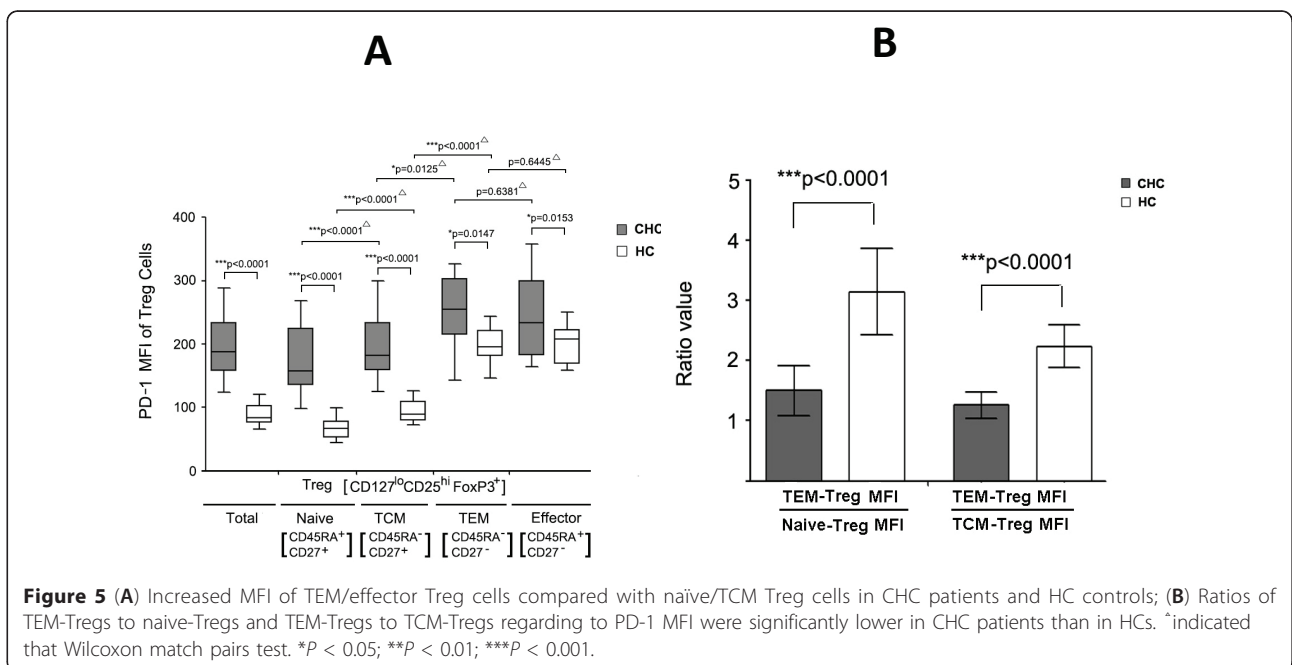 A
B
***p<0.0001△
*p=0.0125△
p=0.6445△
***p<0.0001△
p=0.6381△
***p<0.0001△
*p=0.0147
*p=0.0153
***p<0.0001
***p<0.0001
***p<0.0001
CHC
HC
PD-1 MFI of Treg Cells
400
300
200
100
0
Treg [CD127loCD25hi FoxP3+]
Total Naive TCM TEM Effector
[CD45RA+ CD27+] [CD45RA- CD27+] [CD45RA- CD27-] [CD45RA+ CD27-]
***p<0.0001
***p<0.0001
CHC
HC
Ratio value
5
4
3
2
1
TEM-Treg MFI TEM-Treg MFI
Naive-Treg MFI TCM-Treg MFI
Figure 5 (A) Increased MFI of TEM/effector Treg cells compared with naïve/TCM Treg cells in CHC patients and HC controls; (B) Ratios of
TEM-Tregs to naive-Tregs and TEM-Tregs to TCM-Tregs regarding to PD-1 MFI were significantly lower in CHC patients than in HCs. △indicated
that Wilcoxon match pairs test. *P < 0.05; **P < 0.01; ***P < 0.001.